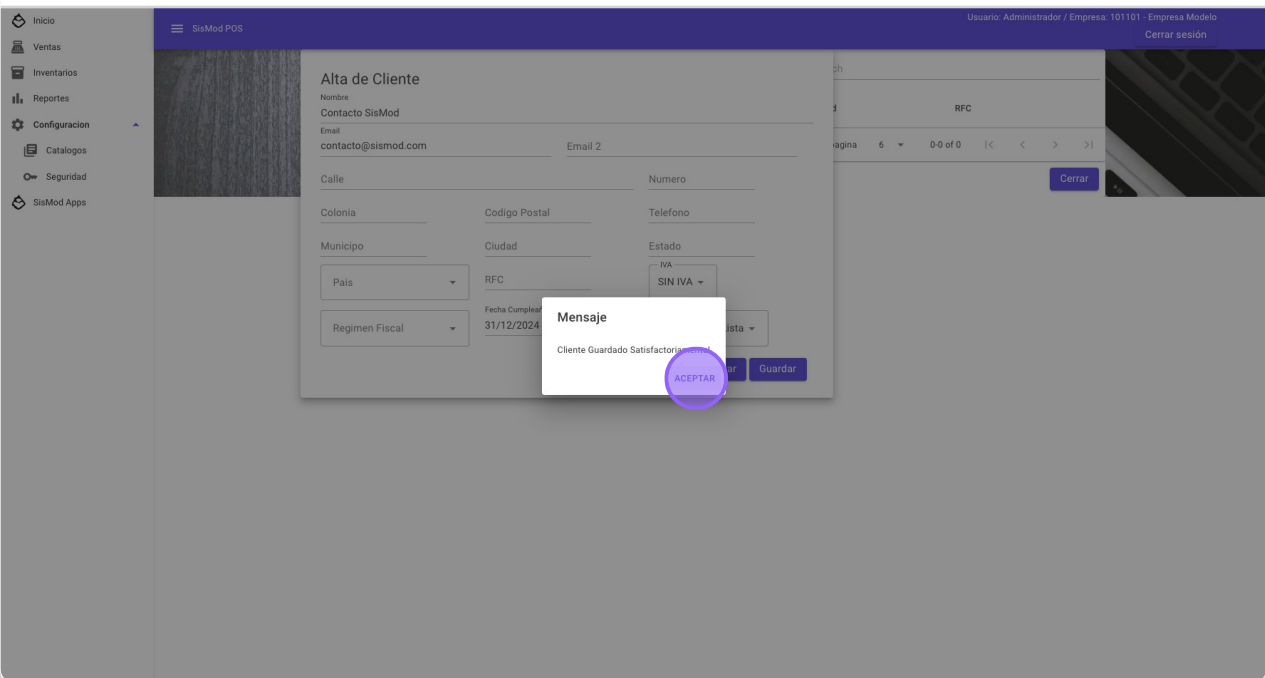 Inicio
Ventas
Inventarios
Reportes
Configuracion
Catalogos
Seguridad
SisMod Apps
SisMod POS
Usuario: Administrador / Empresa: 101101 - Empresa Modelo
Cerrar sesión
Alta de Cliente
Nombre
Contacto SisMod
Email
contacto@sismod.com
Email 2
Calle
Numero
Colonia
Codigo Postal
Telefono
Municipo
Ciudad
Estado
Pais
RFC
IVA
SIN IVA
Regimen Fiscal
31/12/2024
Guardar
RFC
6
0-0 of 0
Cerrar
Mensaje
Cliente Guardado
ACEPTAR